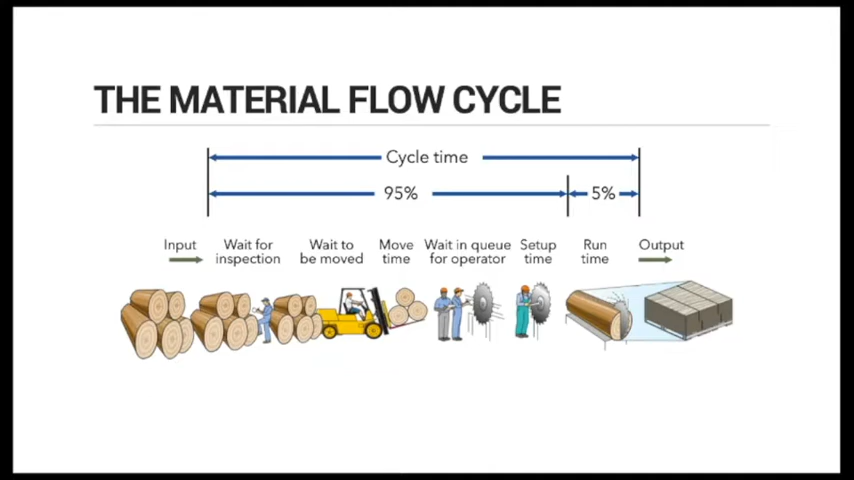 THE MATERIAL FLOW CYCLE
Cycle time
95%
5%
Input
Wait for
inspection
Wait to
be moved
Move
time
Wait in queue
for operator
Setup
time
Run
time
Output